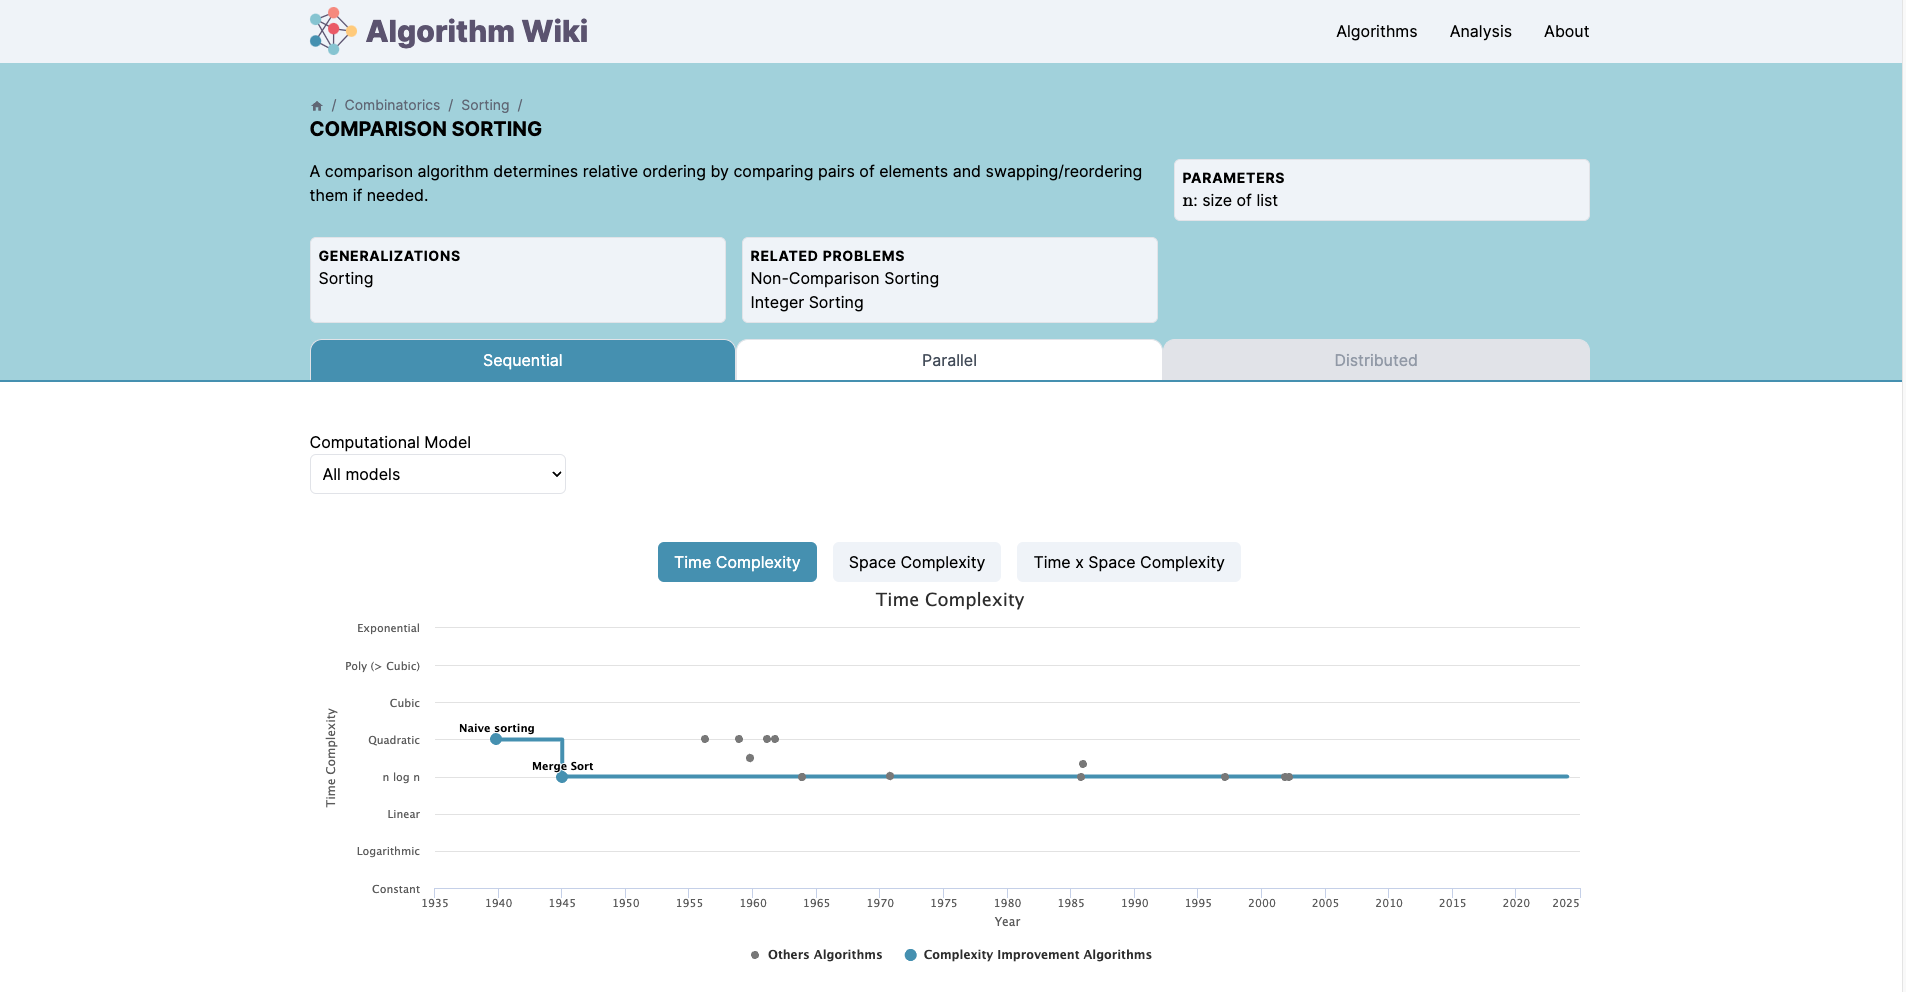 Algorithm Wiki
Algorithms Analysis About
/ Combinatorics / Sorting /
COMPARISON SORTING
A comparison algorithm determines relative ordering by comparing pairs of elements and swapping/reordering
them if needed.
PARAMETERS
n: size of list
GENERALIZATIONS
Sorting
RELATED PROBLEMS
Non-Comparison Sorting
Integer Sorting
Sequential
Parallel
Distributed
Computational Model
All models
Time Complexity
Space Complexity
Time x Space Complexity
Time Complexity
Time Complexity
Exponential
Poly (> Cubic)
Cubic
Quadratic
n log n
Linear
Logarithmic
Constant
Naive sorting
Merge Sort
1935 1940 1945 1950 1955 1960 1965 1970 1975 1980 1985 1990 1995 2000 2005 2010 2015 2020 2025
Year
Others Algorithms
Complexity Improvement Algorithms